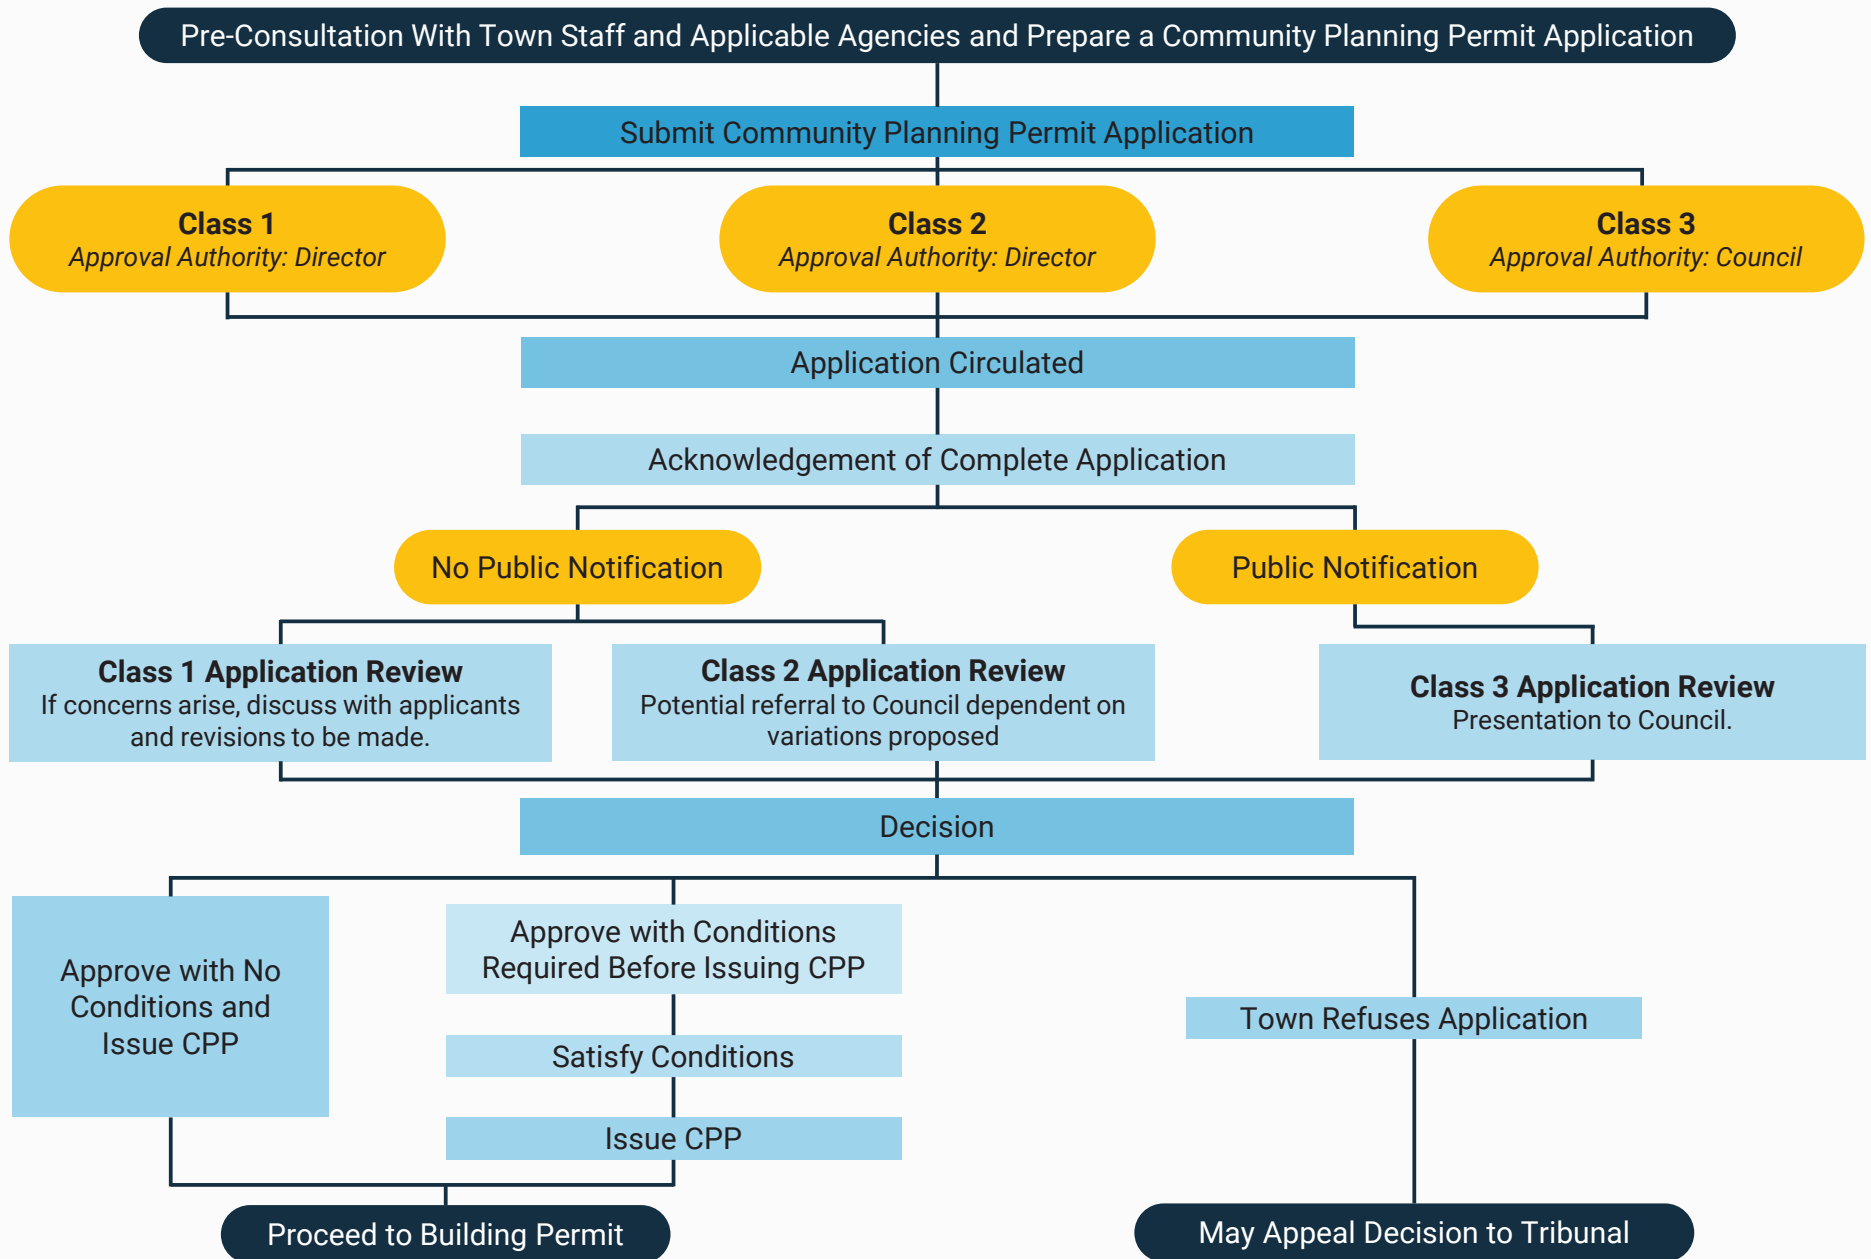 Pre-Consultation With Town Staff and Applicable Agencies and Prepare a Community Planning Permit Application
Submit Community Planning Permit Application
Class 1
Approval Authority: Director
Class 2
Approval Authority: Director
Class 3
Approval Authority: Council
Application Circulated
Acknowledgement of Complete Application
No Public Notification
Public Notification
Class 1 Application Review
If concerns arise, discuss with applicants
and revisions to be made.
Class 2 Application Review
Potential referral to Council dependent on
variations proposed
Class 3 Application Review
Presentation to Council.
Decision
Approve with No
Conditions and
Issue CPP
Approve with Conditions
Required Before Issuing CPP
Satisfy Conditions
Issue CPP
Town Refuses Application
Proceed to Building Permit
May Appeal Decision to Tribunal